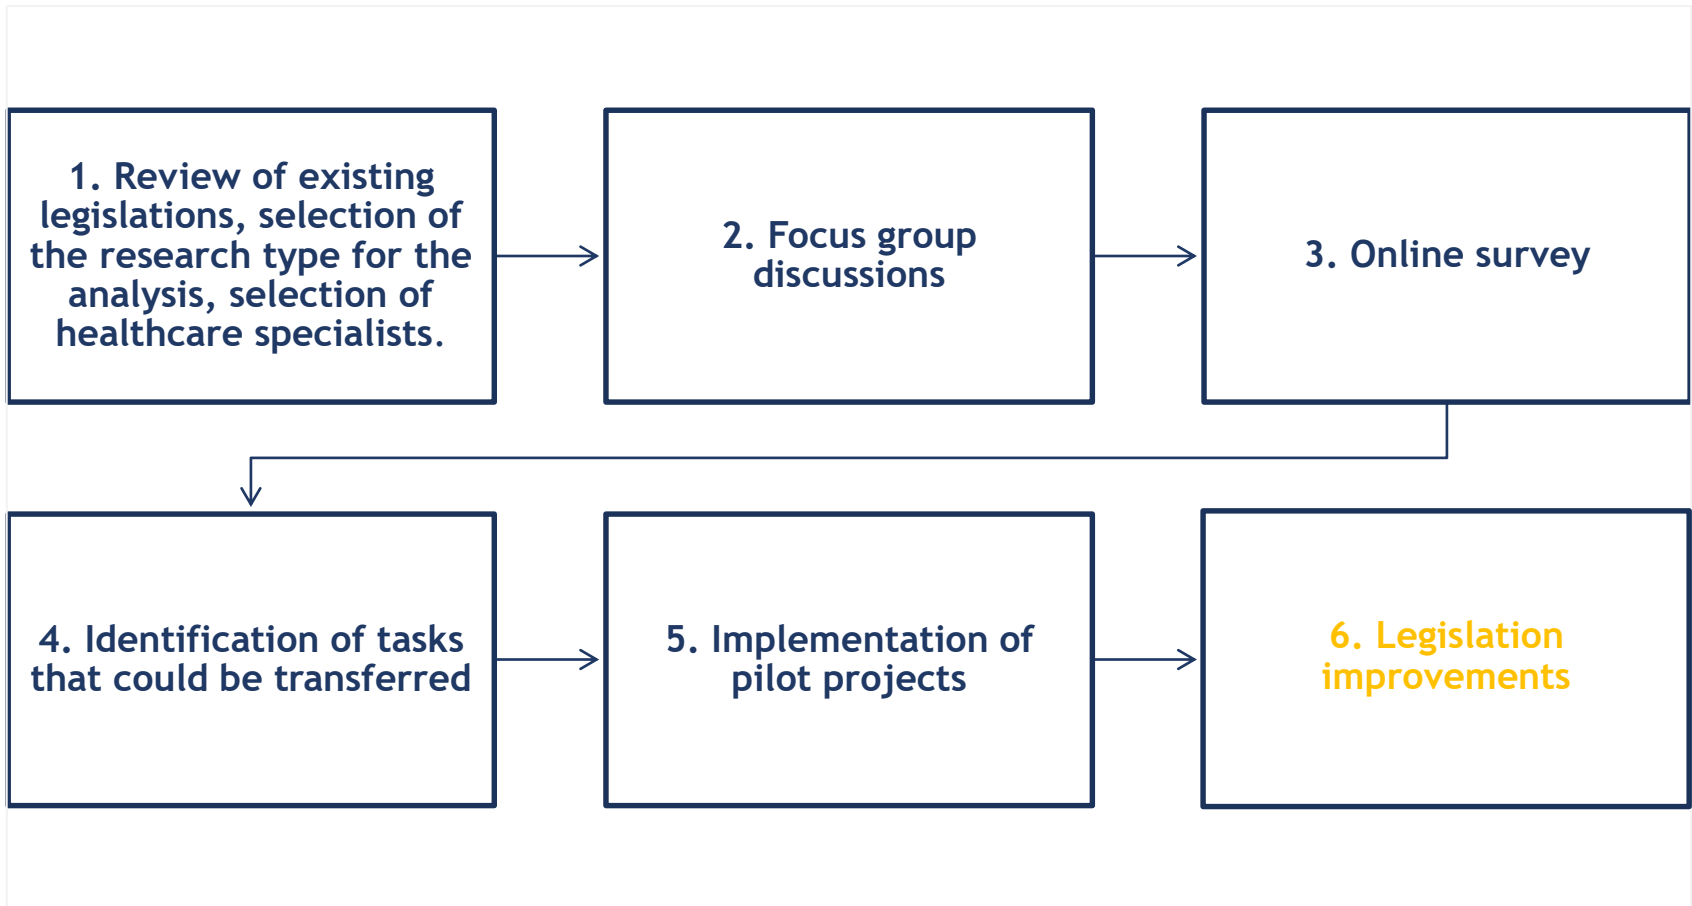 1. Review of existing
legislations, selection of
the research type for the
analysis, selection of
healthcare specialists.
2. Focus group
discussions
3. Online survey
4. Identification of tasks
that could be transferred
5. Implementation of
pilot projects
6. Legislation
improvements